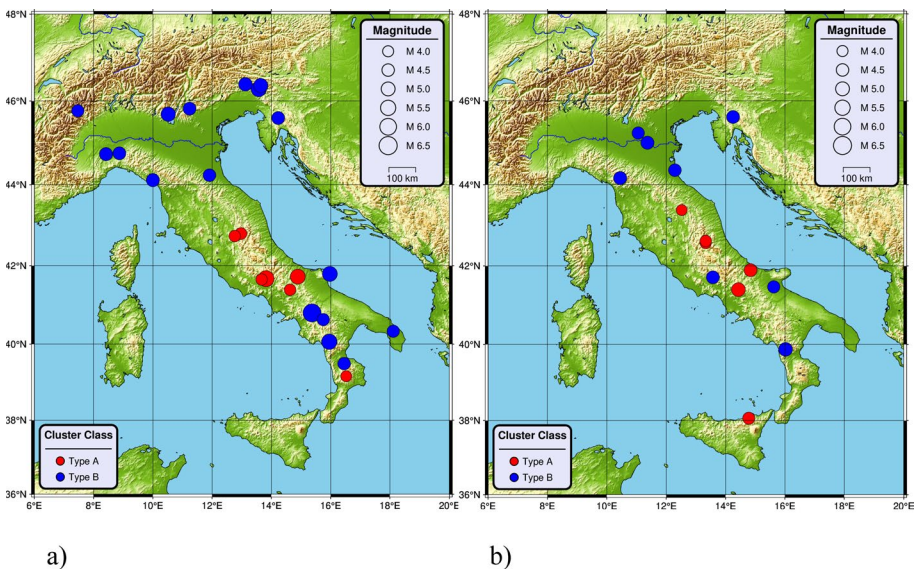 48°N
46°N
44°N
42°N
40°N
38°N
36°N
6°E 8°E 10°E 12°E 14°E 16°E 18°E 20°E
Magnitude
M 4.0
M 4.5
M 5.0
M 5.5
M 6.0
M 6.5
100 km
Cluster Class
Type A
Type B
a)
48°N
46°N
44°N
42°N
40°N
38°N
36°N
6°E 8°E 10°E 12°E 14°E 16°E 18°E 20°E
Magnitude
M 4.0
M 4.5
M 5.0
M 5.5
M 6.0
M 6.5
100 km
Cluster Class
Type A
Type B
b)